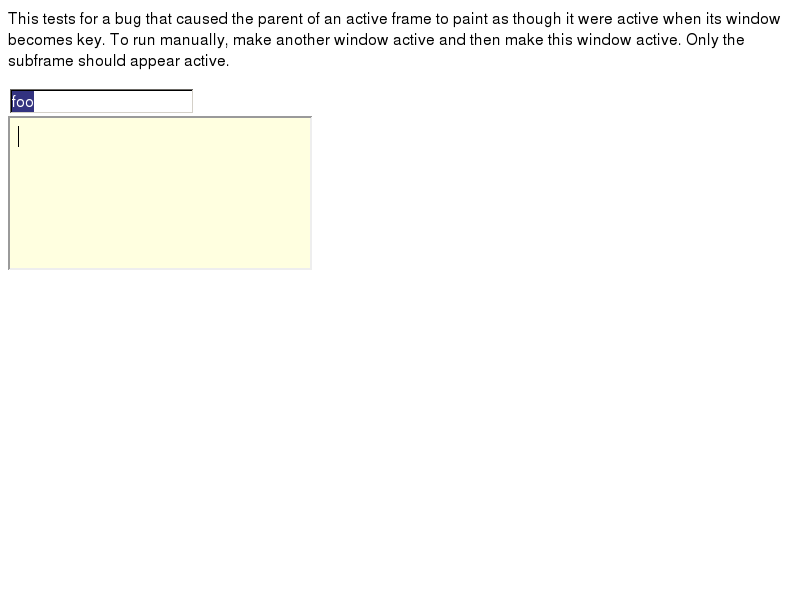 This tests for a bug that caused the parent of an active frame to paint as though it were active when its window
becomes key. To run manually, make another window active and then make this window active. Only the
subframe should appear active.
foo